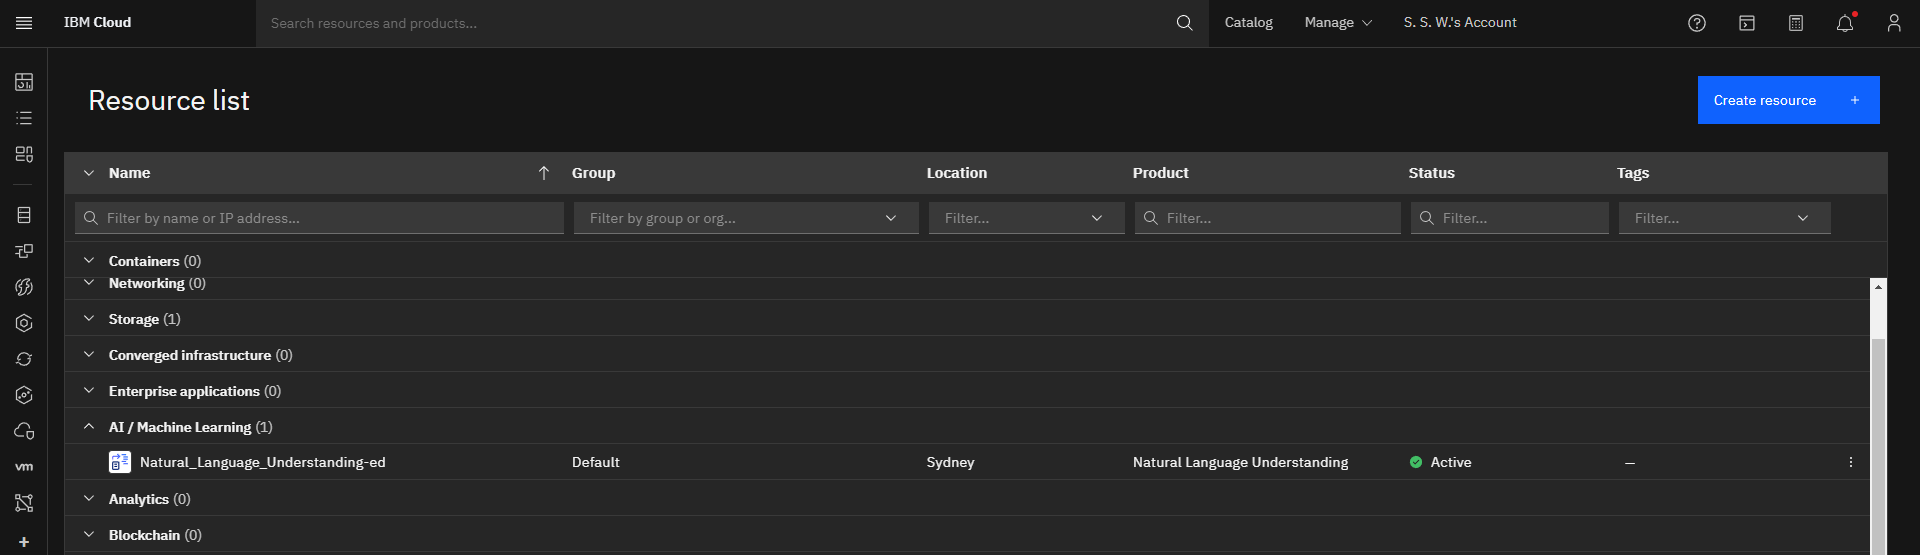 IBM Cloud
Search resources and products...
Catalog
Manage
S. S. W.'s Account
Resource list
Create resource +
Name Group Location Product Status Tags
Filter by name or IP address... Filter by group or org... Filter... Filter... Filter... Filter...
Containers (0)
Networking (0)
Storage (1)
Converged infrastructure (0)
Enterprise applications (0)
AI / Machine Learning (1)
Natural_Language_Understanding-ed Default Sydney Natural Language Understanding Active –
Analytics (0)
Blockchain (0)
vm
+